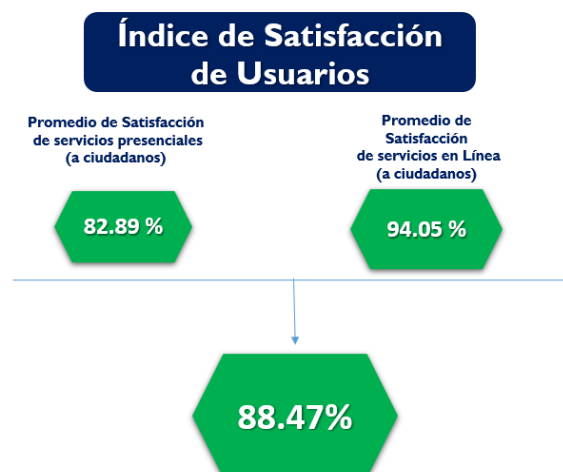 Índice de Satisfacción
de Usuarios
Promedio de Satisfacción
de servicios presenciales
(a ciudadanos)
82.89 %
Promedio de
Satisfacción
de servicios en Línea
(a ciudadanos)
94.05 %
88.47%